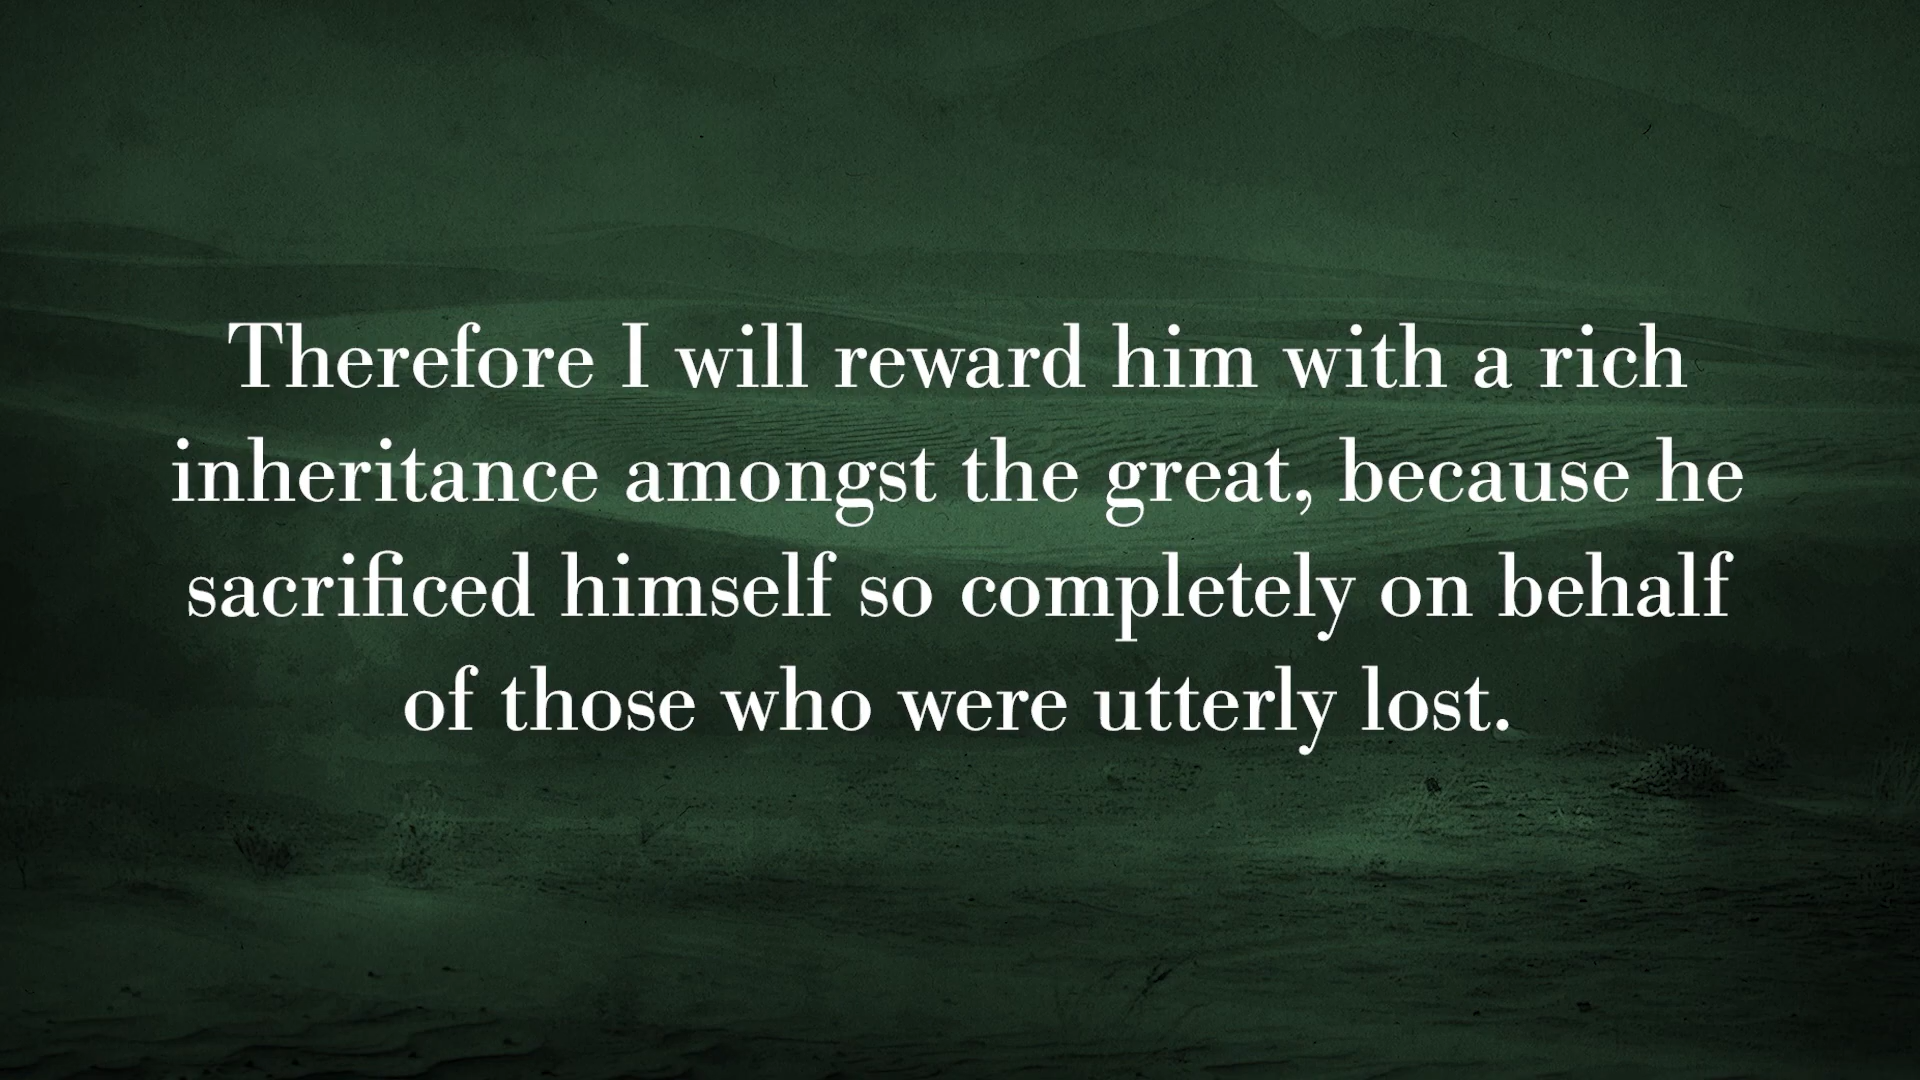 Therefore I will reward him with a rich
inheritance amongst the great, because he
sacrificed himself so completely on behalf
of those who were utterly lost.